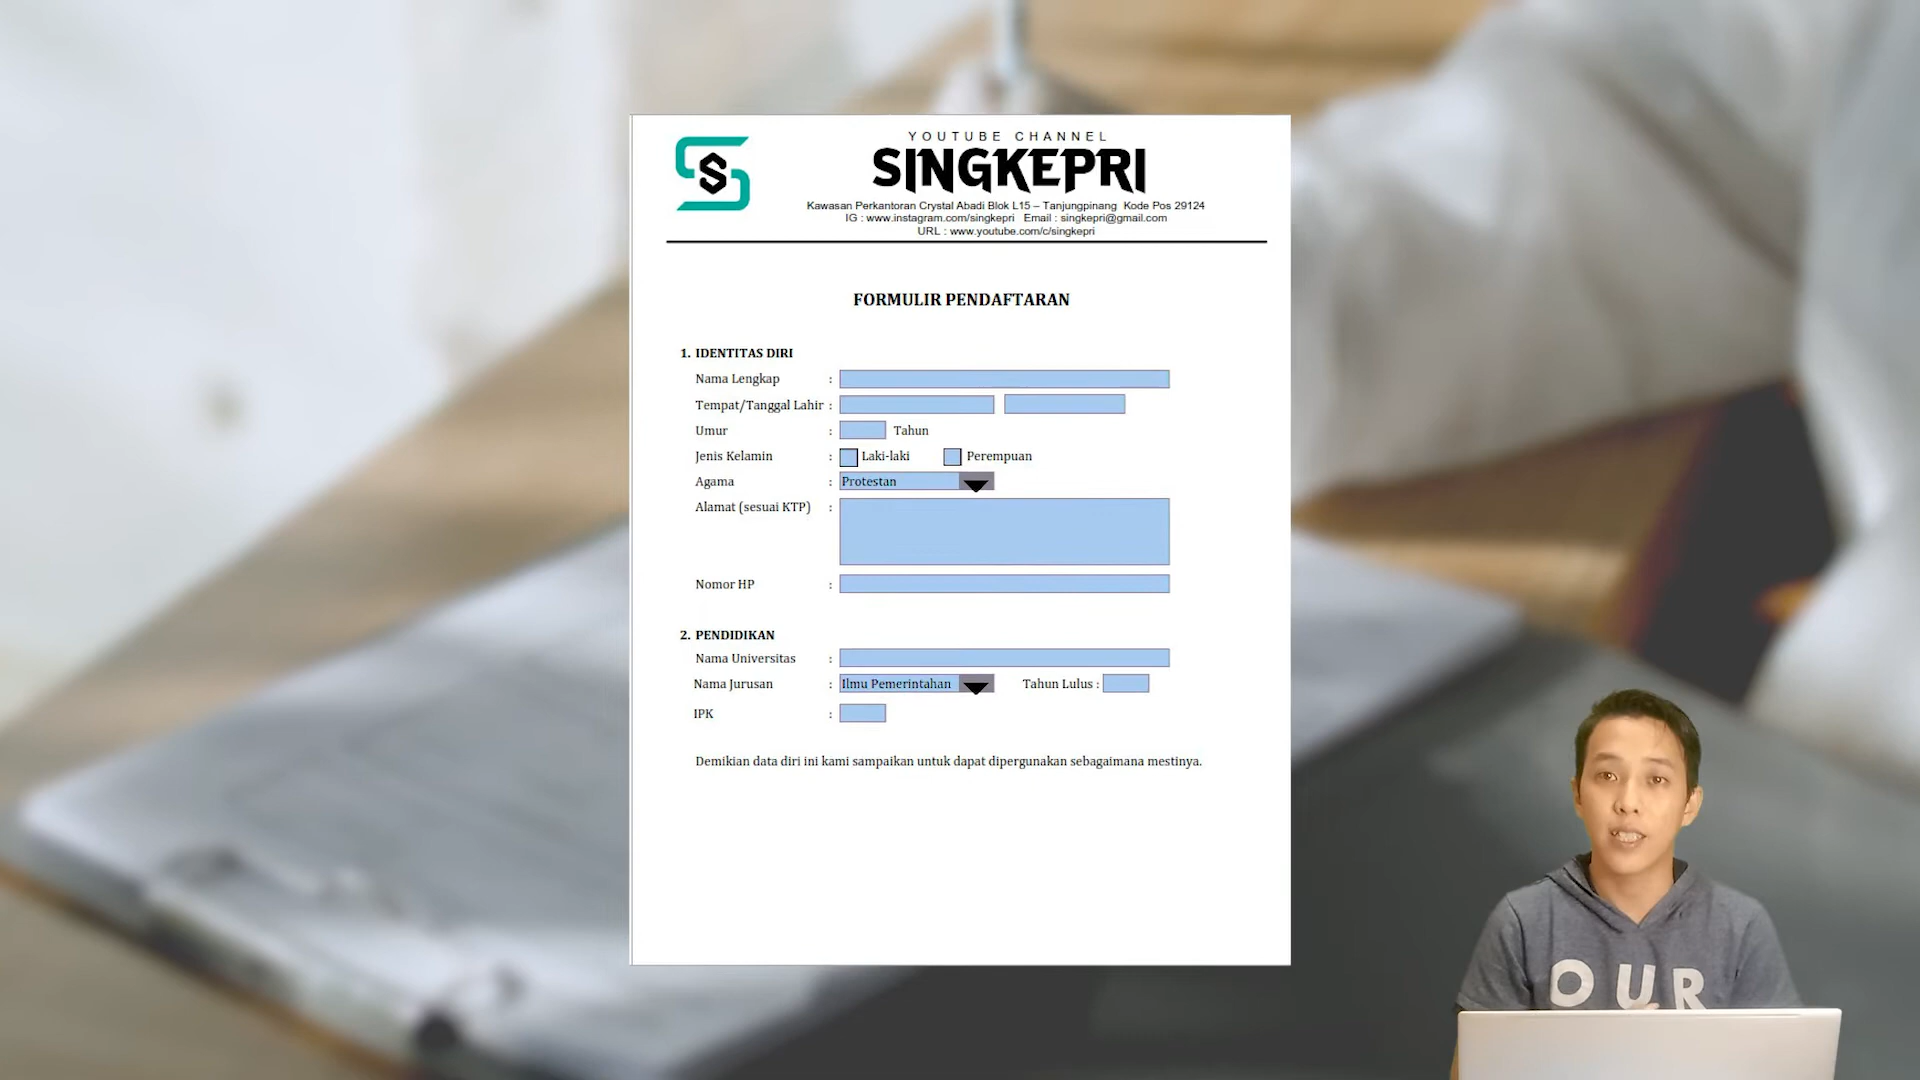 YOUTUBE CHANNEL
SINGKEPRI
Kawasan Perkantoran Crystal Abadi Blok L15 – Tanjungpinang Kode Pos 29124
IG : www.instagram.com/singkepri Email : singkepri@gmail.com
URL : www.youtube.com/c/singkepri
FORMULIR PENDAFTARAN
1. IDENTITAS DIRI
Nama Lengkap :
Tempat/Tanggal Lahir :
Umur : Tahun
Jenis Kelamin : Laki-laki Perempuan
Agama : Protestan
Alamat (sesuai KTP) :
Nomor HP :
2. PENDIDIKAN
Nama Universitas :
Nama Jurusan : Ilmu Pemerintahan Tahun Lulus :
IPK :
Demikian data diri ini kami sampaikan untuk dapat dipergunakan sebagaimana mestinya.
OUR